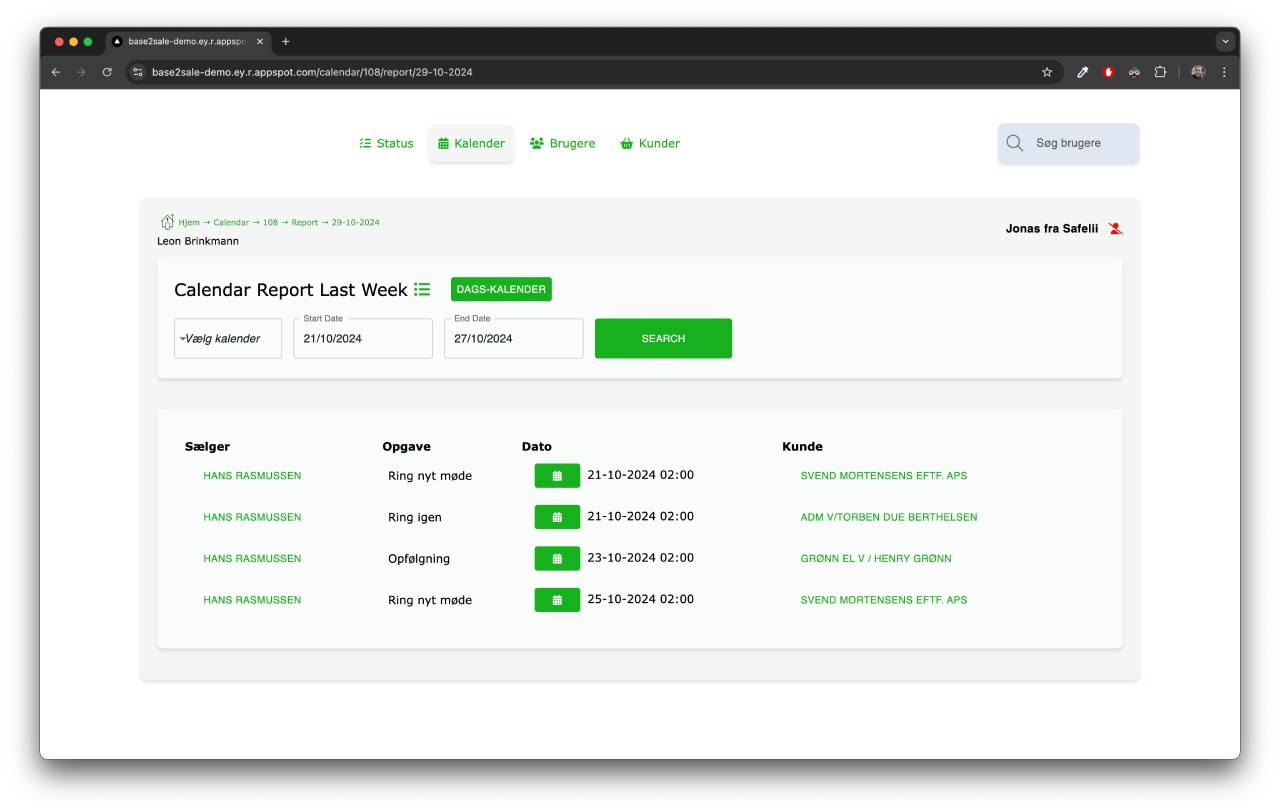 base2sale-demo.ey.r.appspo
base2sale-demo.ey.r.appspot.com/calendar/108/report/29-10-2024
Status Kalender Brugere Kunder Søg brugere
Hjem → Calendar → 108 → Report → 29-10-2024
Leon Brinkmann
Jonas fra Safelii
Calendar Report Last Week DAGS-KALENDER
Start Date End Date
Vælg kalender 21/10/2024 27/10/2024 SEARCH
Sælger Opgave Dato Kunde
HANS RASMUSSEN Ring nyt møde 21-10-2024 02:00 SVEND MORTENSENS EFTF. APS
HANS RASMUSSEN Ring igen 21-10-2024 02:00 ADM V/TORBEN DUE BERTHELSEN
HANS RASMUSSEN Opfølgning 23-10-2024 02:00 GRØNN EL V / HENRY GRØNN
HANS RASMUSSEN Ring nyt møde 25-10-2024 02:00 SVEND MORTENSENS EFTF. APS